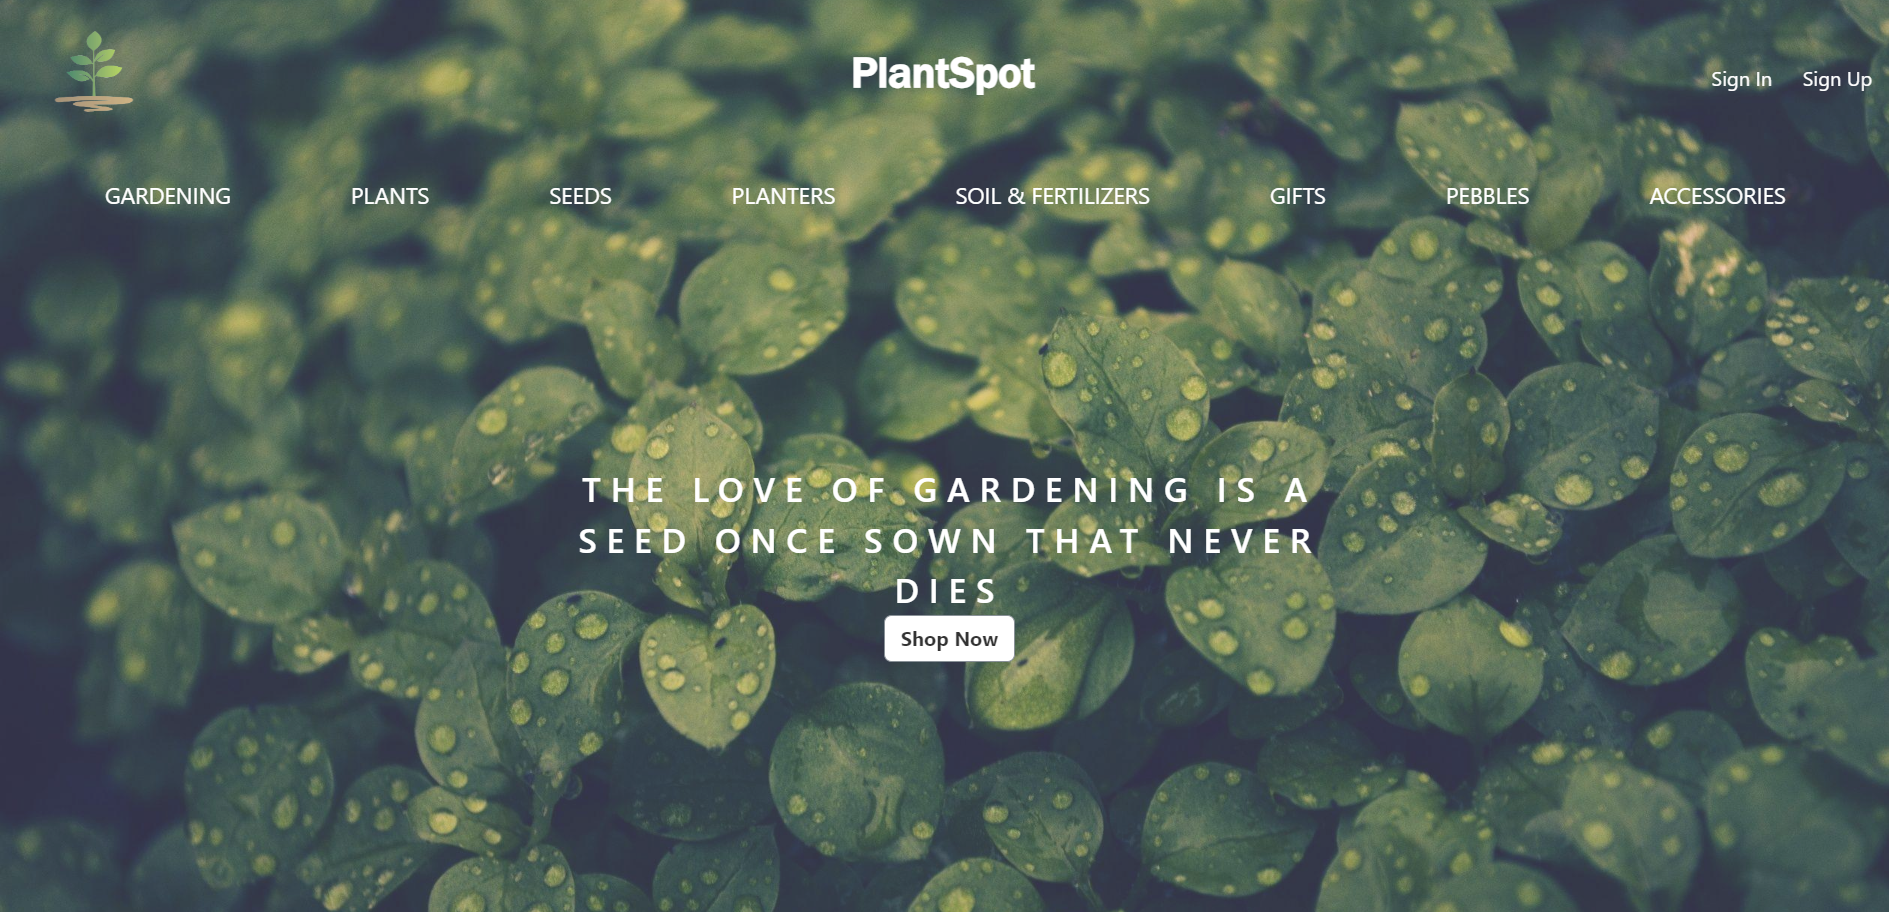 PlantSpot
Sign In Sign Up
GARDENING PLANTS SEEDS PLANTERS SOIL & FERTILIZERS GIFTS PEBBLES ACCESSORIES
THE LOVE OF GARDENING IS A
SEED ONCE SOWN THAT NEVER
DIES
Shop Now